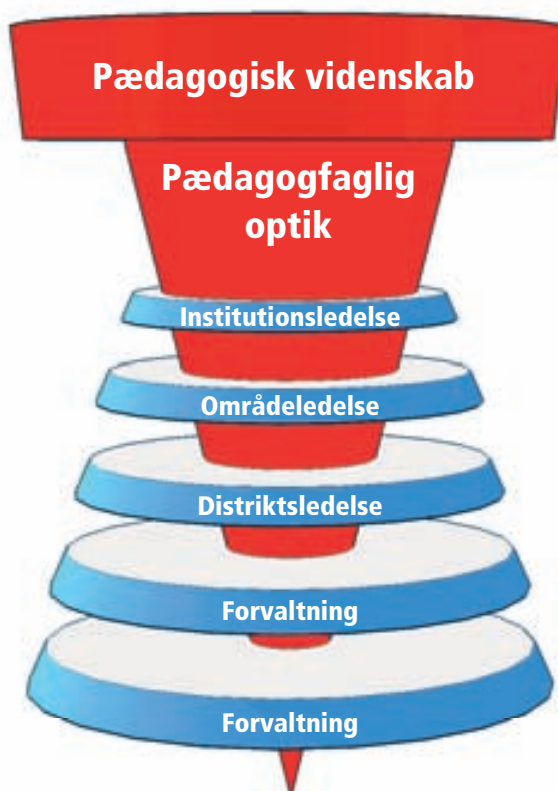 Pædagogisk videnskab
Pædagogfaglig
optik
Institutionsledelse
Områdeledelse
Distriktsledelse
Forvaltning
Forvaltning